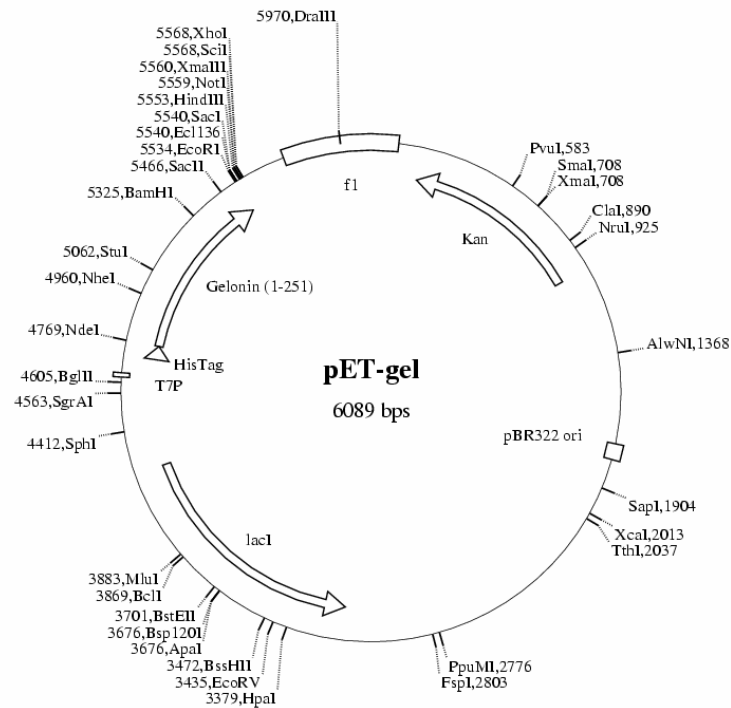 5970,DraIII
5568,XhoI
5568,SciI
5560,XmaIII
5559,NotI
5553,HindIII
5540,SacI
5540,Ecl136
5534,EcoRI
5466,SacII
5325,BamHI
5062,StuI
4960,NheI
4769,NdeI
4605,BglII
4563,SgrAI
4412,SphI
3883,MluI
3869,BclI
3701,BstEII
3676,Bsp120I
3676,ApaI
3472,BssHII
3435,EcoRV
3379,HpaI
PvuI,583
SmaI,708
XmaI,708
ClaI,890
NruI,925
AlwNI,1368
SapI,1904
XcaI,2013
TthI,2037
PpuMI,2776
FspI,2803
f1
Kan
Gelonin (1-251)
HisTag
T7P
pET-gel
6089 bps
pBR322 ori
lacI